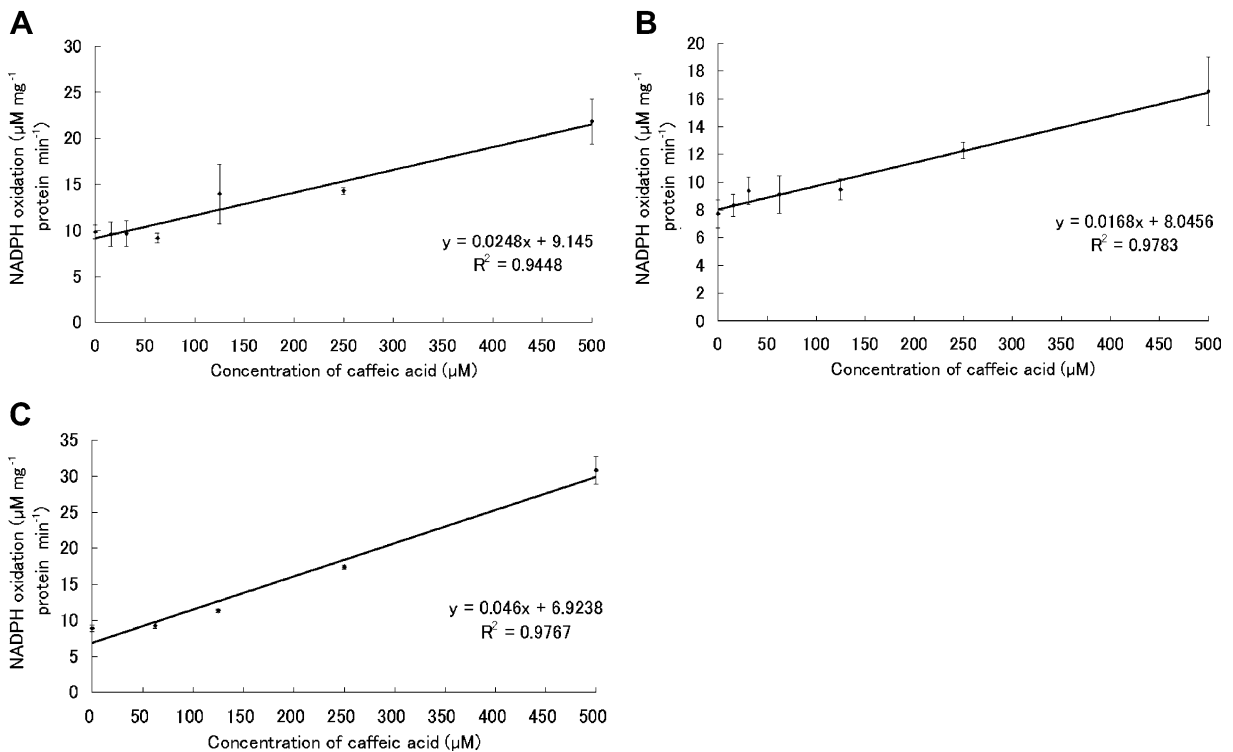 A
NADPH oxidation (μM mg⁻¹
protein min⁻¹)
30
25
20
15
10
5
0
0 50 100 150 200 250 300 350 400 450 500
Concentration of caffeic acid (μM)
y = 0.0248x + 9.145
R² = 0.9448
B
NADPH oxidation (μM mg⁻¹
protein min⁻¹)
20
18
16
14
12
10
8
6
4
2
0
0 50 100 150 200 250 300 350 400 450 500
Concentration of caffeic acid (μM)
y = 0.0168x + 8.0456
R² = 0.9783
C
NADPH oxidation (μM mg⁻¹
protein min⁻¹)
35
30
25
20
15
10
5
0
0 50 100 150 200 250 300 350 400 450 500
Concentration of caffeic acid (μM)
y = 0.046x + 6.9238
R² = 0.9767